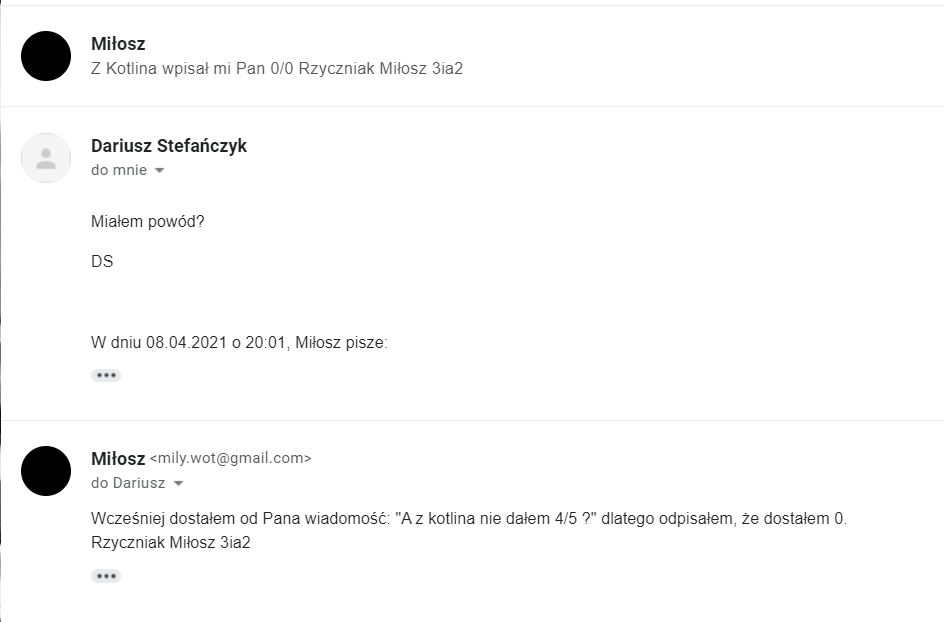 Miłosz
Z Kotlina wpisał mi Pan 0/0 Rzyczniak Miłosz 3ia2
Dariusz Stefańczyk
do mnie
Miałem powód?
DS
W dniu 08.04.2021 o 20:01, Miłosz pisze:
Miłosz <mily.wot@gmail.com>
do Dariusz
Wcześniej dostałem od Pana wiadomość: "A z kotlina nie dałem 4/5 ?" dlatego odpisałem, że dostałem 0.
Rzyczniak Miłosz 3ia2